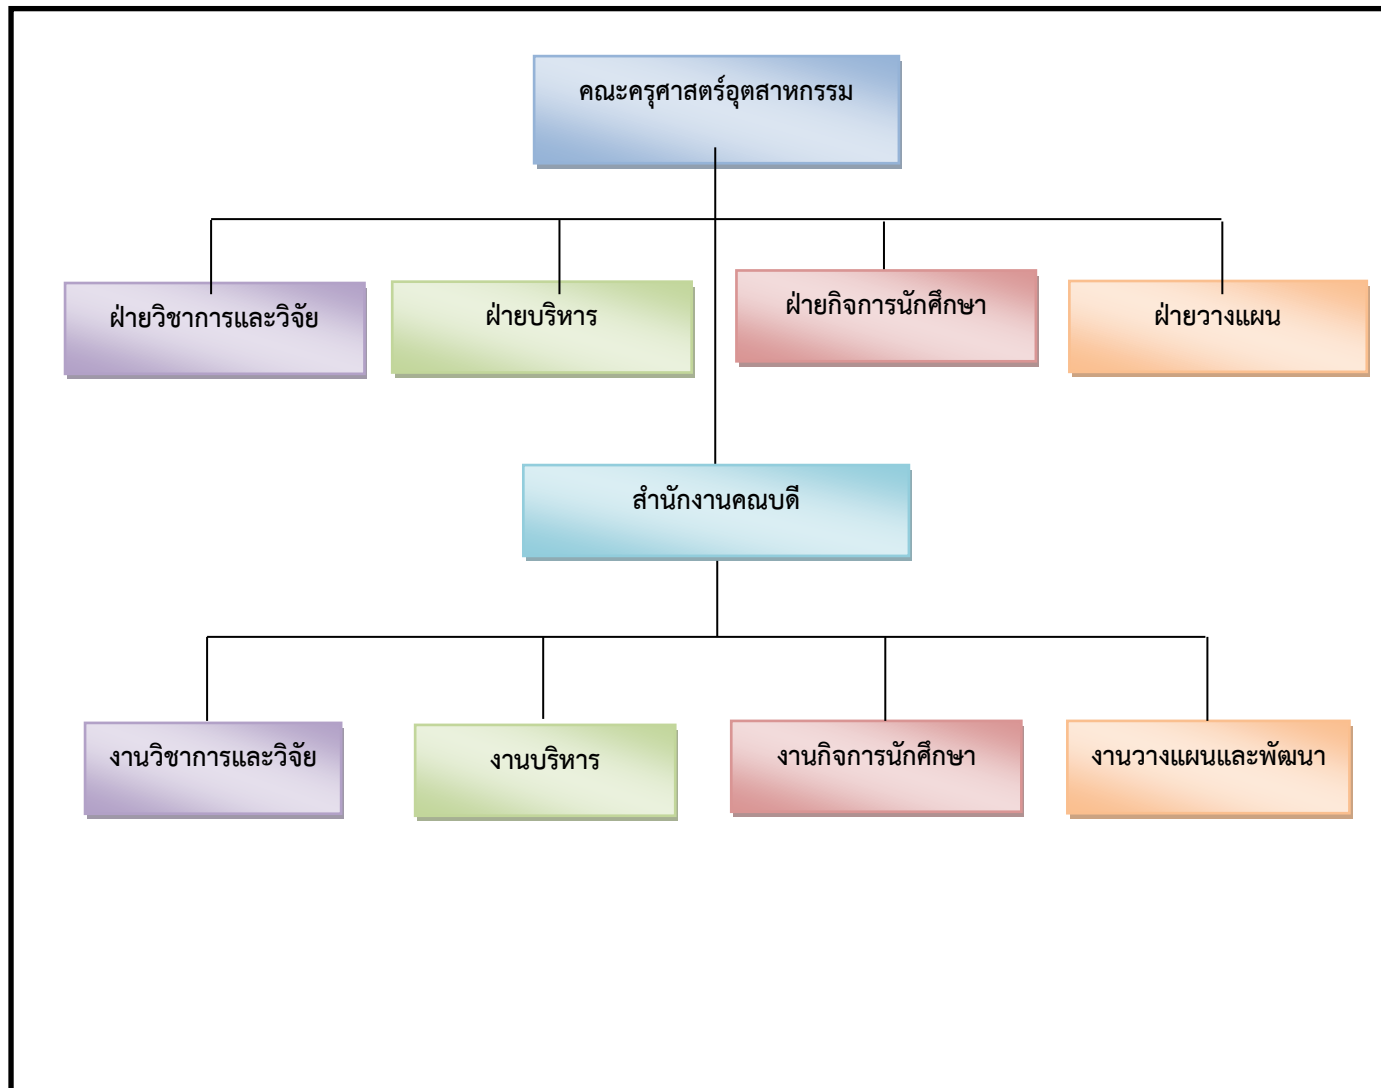 คณะครุศาสตร์อุตสาหกรรม
ฝ่ายวิชาการและวิจัย
ฝ่ายบริหาร
ฝ่ายกิจการนักศึกษา
ฝ่ายวางแผน
สำนักงานคณบดี
งานวิชาการและวิจัย
งานบริหาร
งานกิจการนักศึกษา
งานวางแผนและพัฒนา